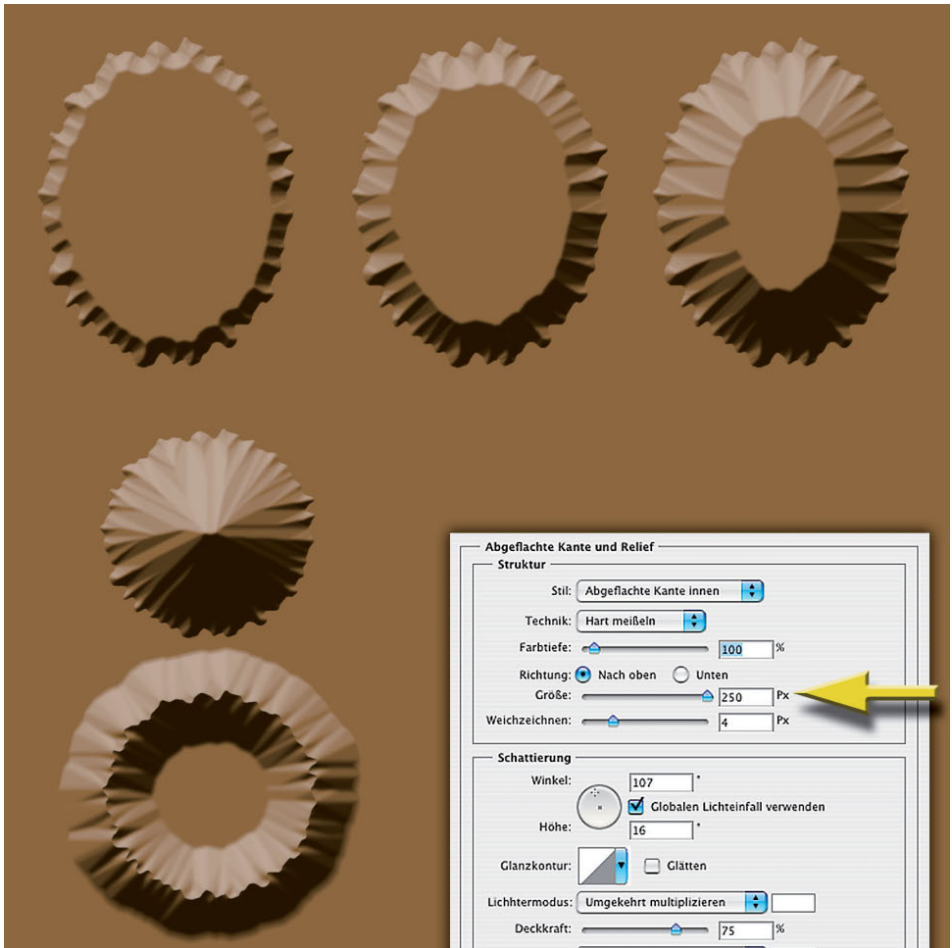 Abgeflachte Kante und Relief
Struktur
Stil: Abgeflachte Kante innen
Technik: Hart meißeln
Farbtiefe: 100 %
Richtung: Nach oben Unten
Größe: 250 Px
Weichzeichnen: 4 Px
Schattierung
Winkel: 107 °
Globalen Lichteinfall verwenden
Höhe: 16 °
Glanzkontur: Glätten
Lichtermodus: Umgekehrt multiplizieren
Deckkraft: 75 %